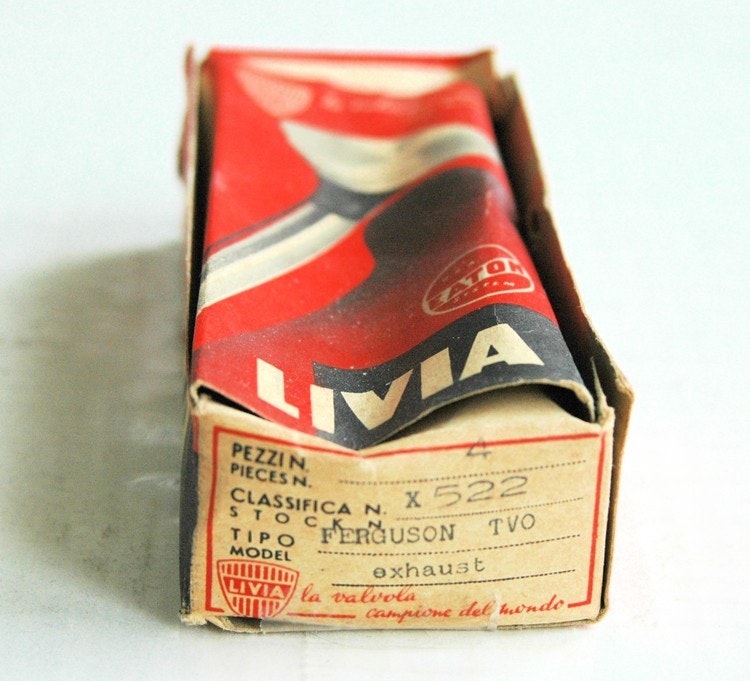 EATON
SYSTEM
LIVIA
PEZZI N. 4
PIECES N.
CLASSIFICA N. X 522
STOCK N
TIPO FERGUSON TVO
MODEL
exhaust
LIVIA
la valvola
campione del mondo